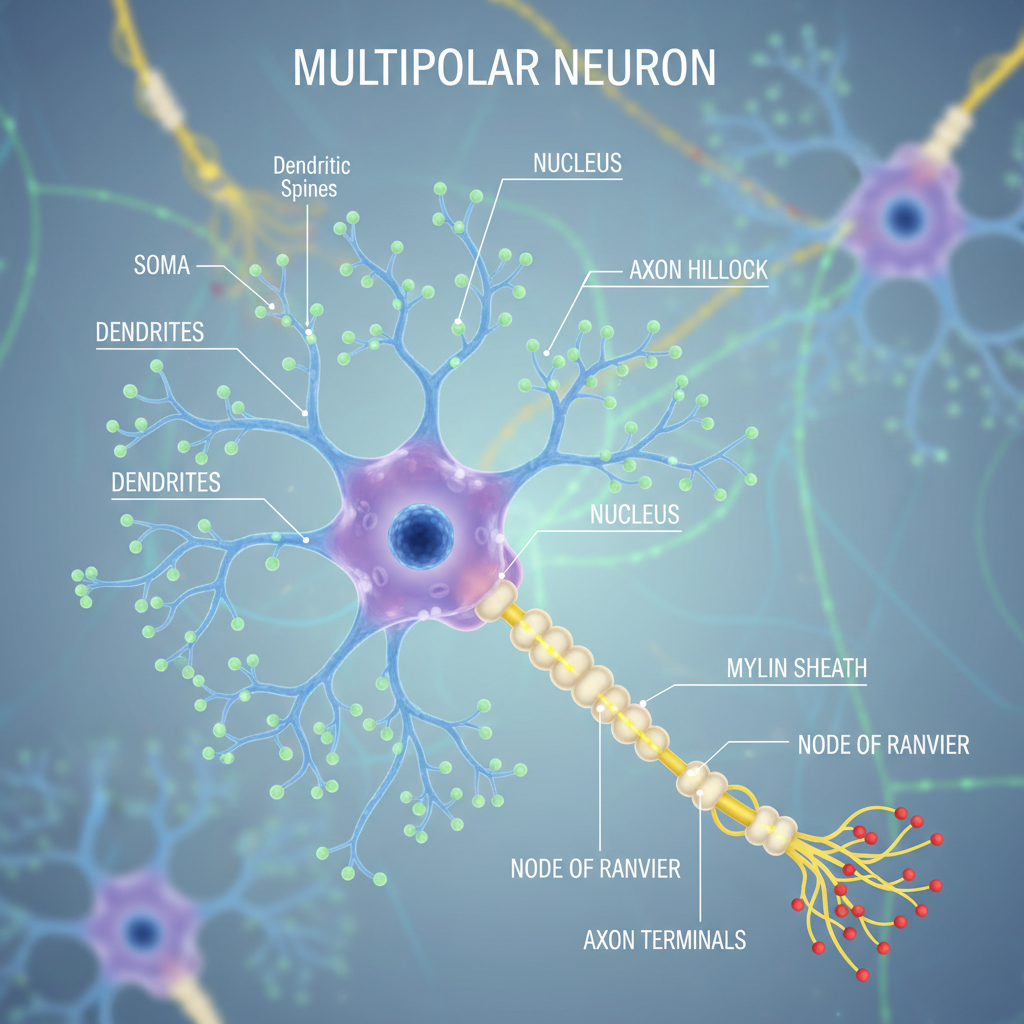 MULTIPOLAR NEURON
Dendritic
Spines
NUCLEUS
SOMA
AXON HILLOCK
DENDRITES
DENDRITES
NUCLEUS
MYLIN SHEATH
NODE OF RANVIER
NODE OF RANVIER
AXON TERMINALS